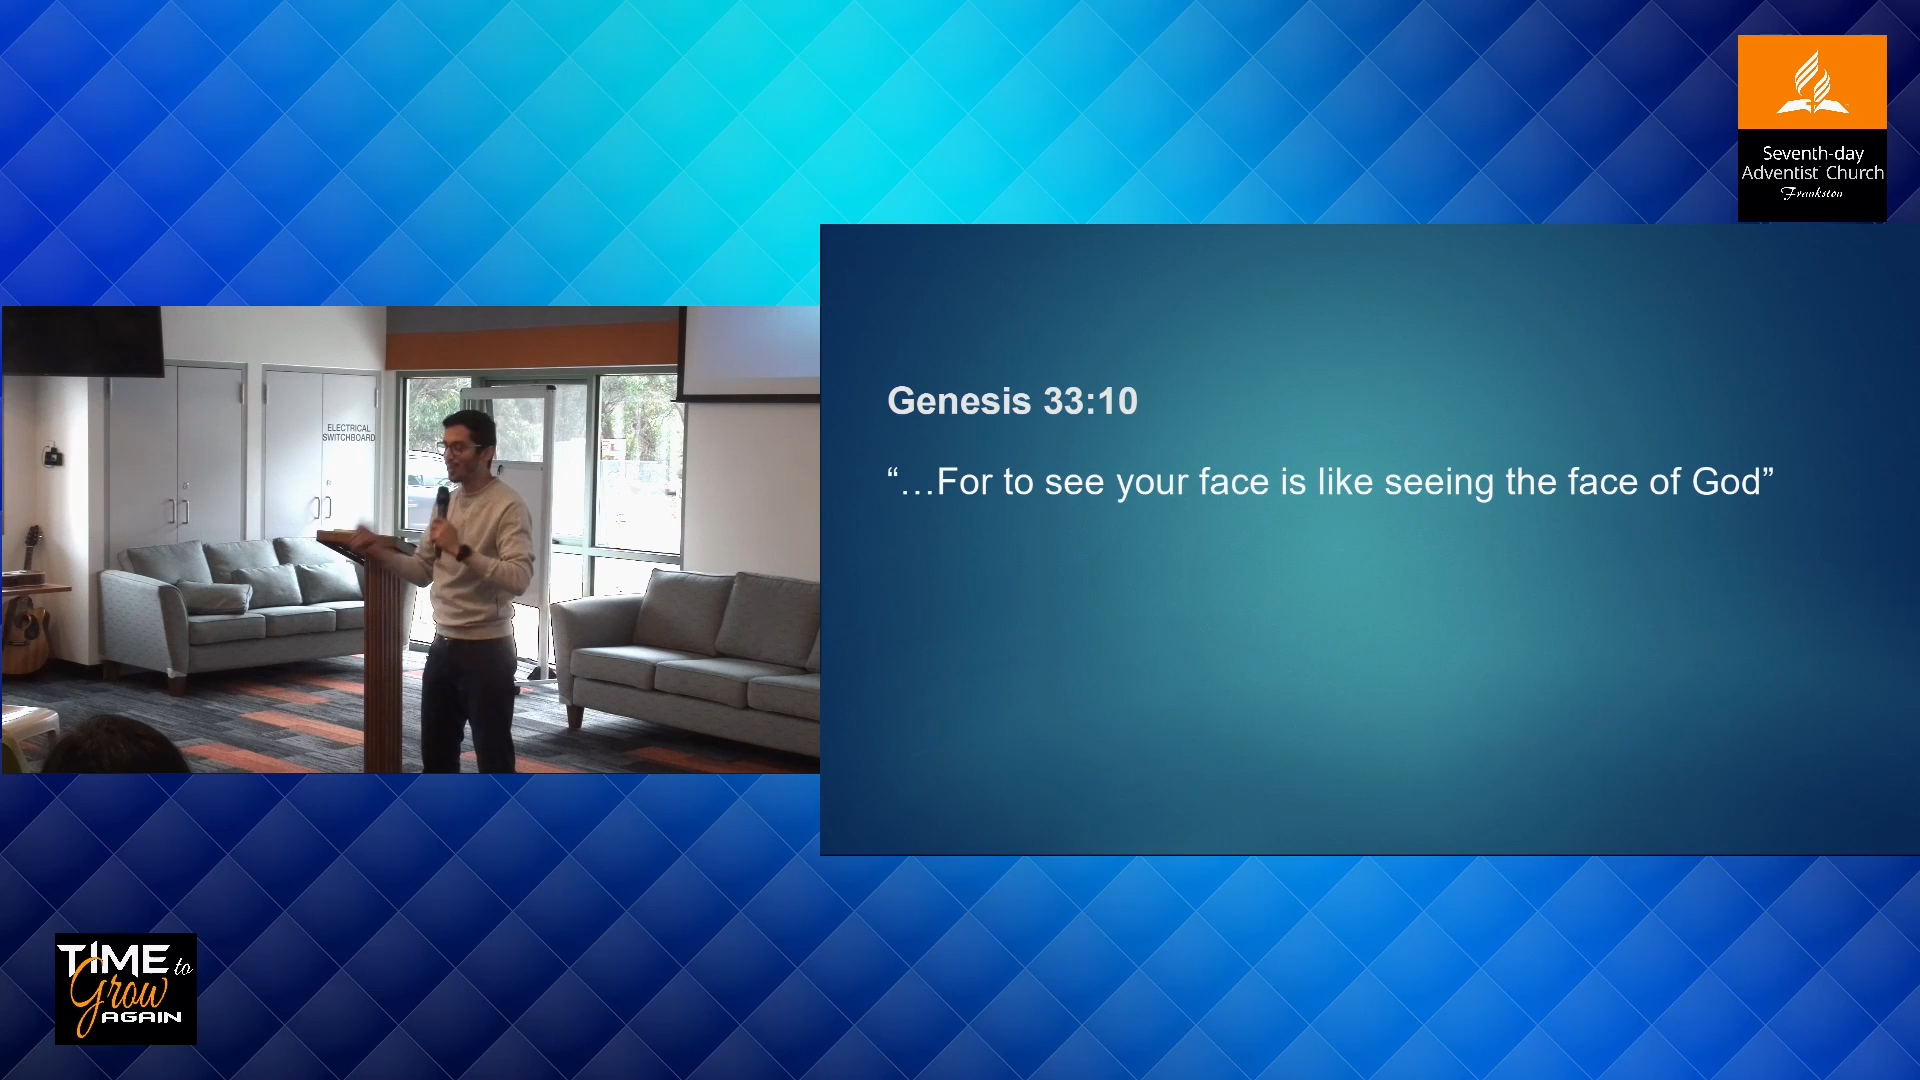 Seventh-day
Adventist Church
Frankston
ELECTRICAL
SWITCHBOARD
Genesis 33:10
“…For to see your face is like seeing the face of God”
TIME to
Grow
AGAIN